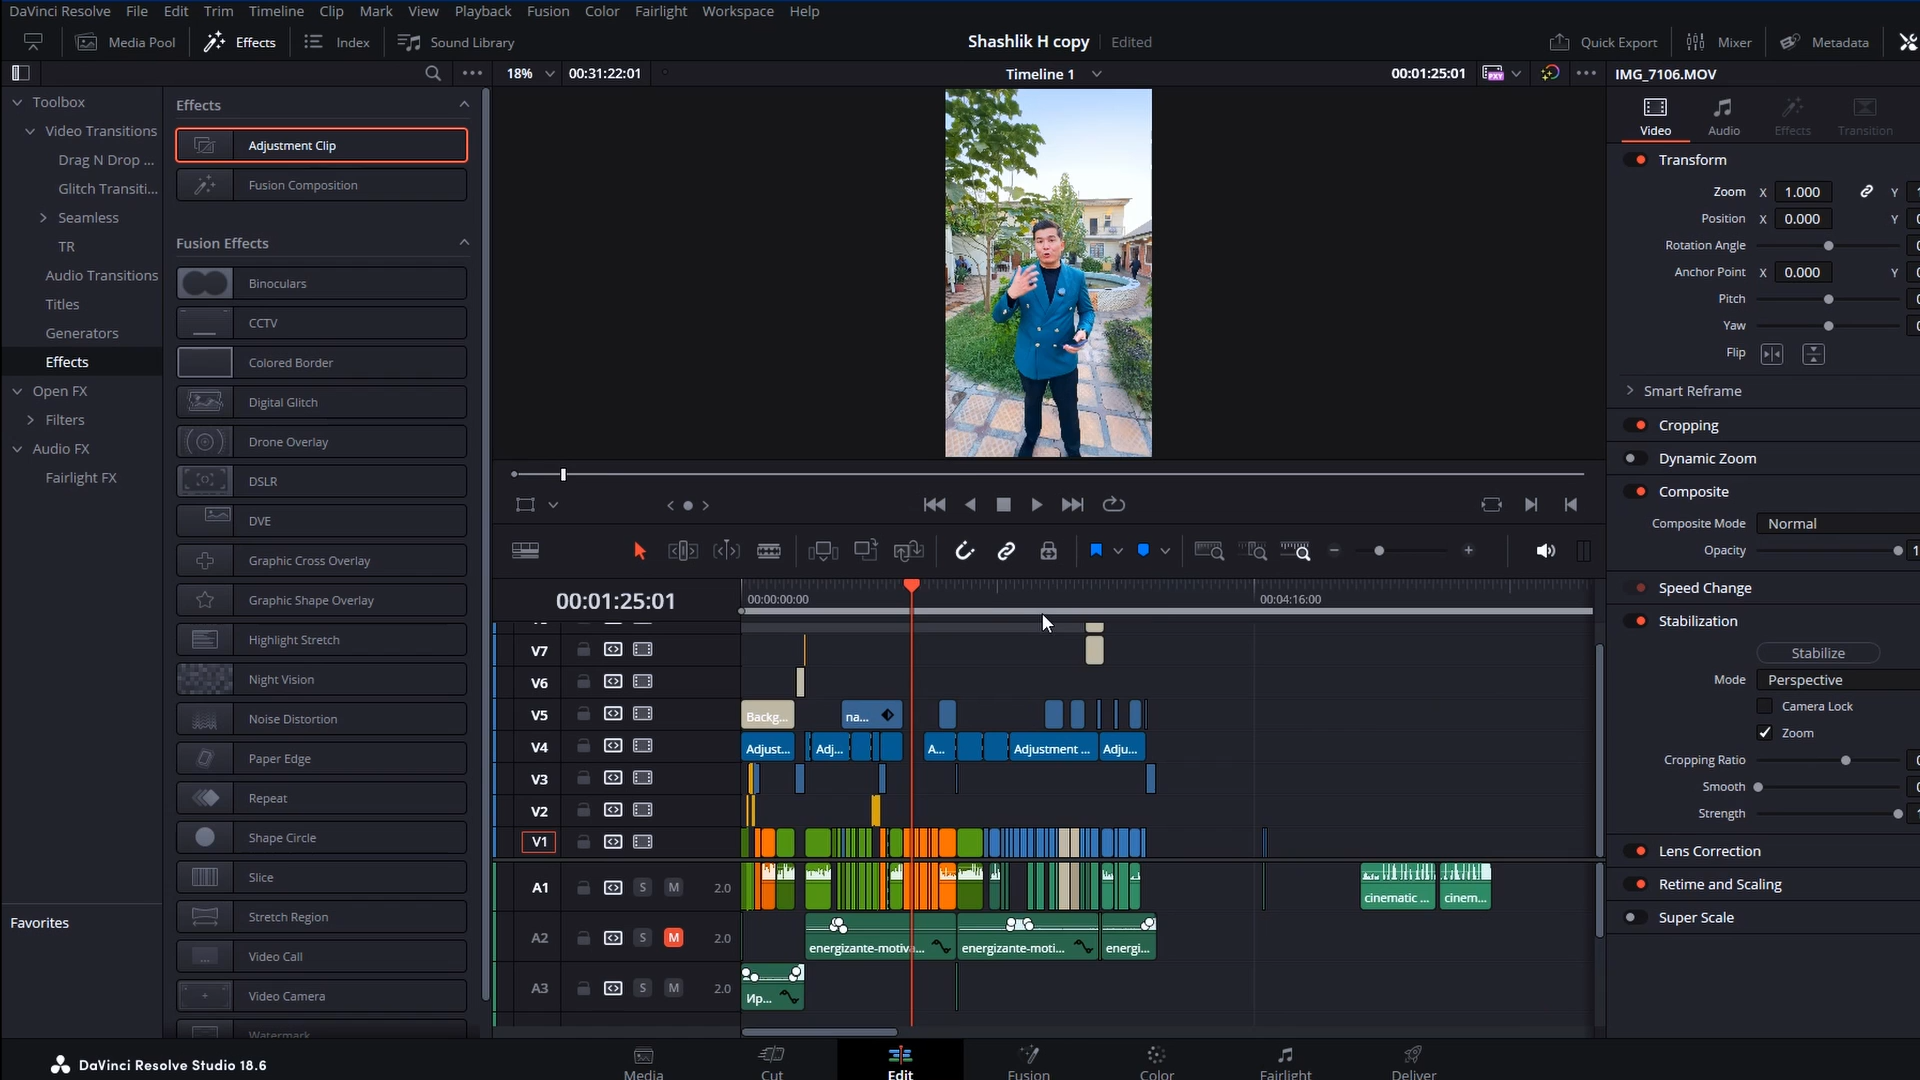 DaVinci Resolve File Edit Trim Timeline Clip Mark View Playback Fusion Color Fairlight Workspace Help
Media Pool Effects Index Sound Library Shashlik H copy Edited Quick Export Mixer Metadata
18% 00:31:22:01 Timeline 1 00:01:25:01 IMG_7106.MOV
Toolbox
Video Transitions
Drag N Drop ...
Glitch Transiti...
Seamless
TR
Audio Transitions
Titles
Generators
Effects
Open FX
Filters
Audio FX
Fairlight FX
Favorites
Effects
Adjustment Clip
Fusion Composition
Fusion Effects
Binoculars
CCTV
Colored Border
Digital Glitch
Drone Overlay
DSLR
DVE
Graphic Cross Overlay
Graphic Shape Overlay
Highlight Stretch
Night Vision
Noise Distortion
Paper Edge
Repeat
Shape Circle
Slice
Stretch Region
Video Call
Video Camera
Watermark
Video Audio Effects Transition
Transform
Zoom X 1.000 Y
Position X 0.000 Y
Rotation Angle
Anchor Point X 0.000 Y
Pitch
Yaw
Flip
Smart Reframe
Cropping
Dynamic Zoom
Composite
Composite Mode Normal
Opacity
Speed Change
Stabilization
Stabilize
Mode Perspective
Camera Lock
Zoom
Cropping Ratio
Smooth
Strength
Lens Correction
Retime and Scaling
Super Scale
00:01:25:01 00:00:00:00 00:04:16:00
V7
V6
V5 Backg... na...
V4 Adjust... Adj... A... Adjustment ... Adju...
V3
V2
V1
A1 S M 2.0 cinematic ... cinem...
A2 S M 2.0 energizante-motiva... energizante-moti... energi...
A3 S M 2.0 Ир...
DaVinci Resolve Studio 18.6
Media Cut Edit Fusion Color Fairlight Deliver